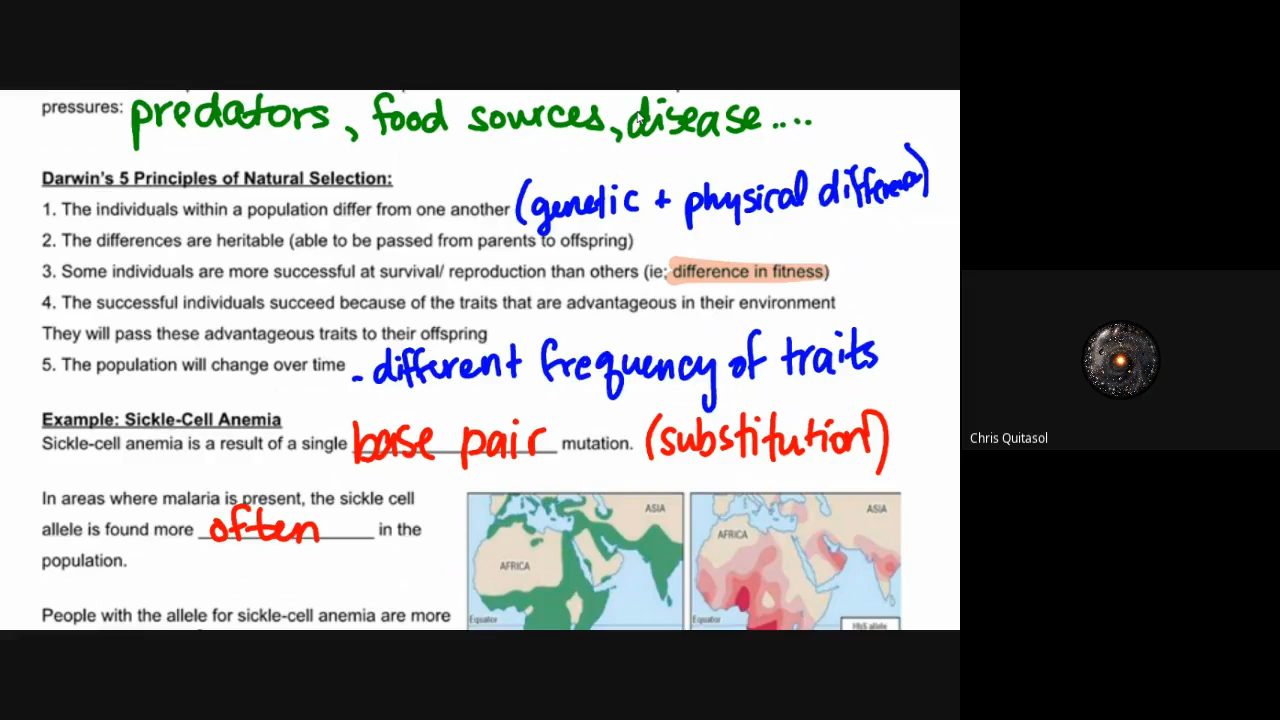 pressures: predators, food sources, disease....
Darwin's 5 Principles of Natural Selection:
1. The individuals within a population differ from one another (genetic + physical differences)
2. The differences are heritable (able to be passed from parents to offspring)
3. Some individuals are more successful at survival/ reproduction than others (ie; difference in fitness)
4. The successful individuals succeed because of the traits that are advantageous in their environment
They will pass these advantageous traits to their offspring
5. The population will change over time - different frequency of traits
Example: Sickle-Cell Anemia
Sickle-cell anemia is a result of a single base pair mutation. (substitution)
In areas where malaria is present, the sickle cell
allele is found more often in the
population.
People with the allele for sickle-cell anemia are more
ASIA
AFRICA
Equator
ASIA
AFRICA
Equator
HbS allele
Chris Quitasol